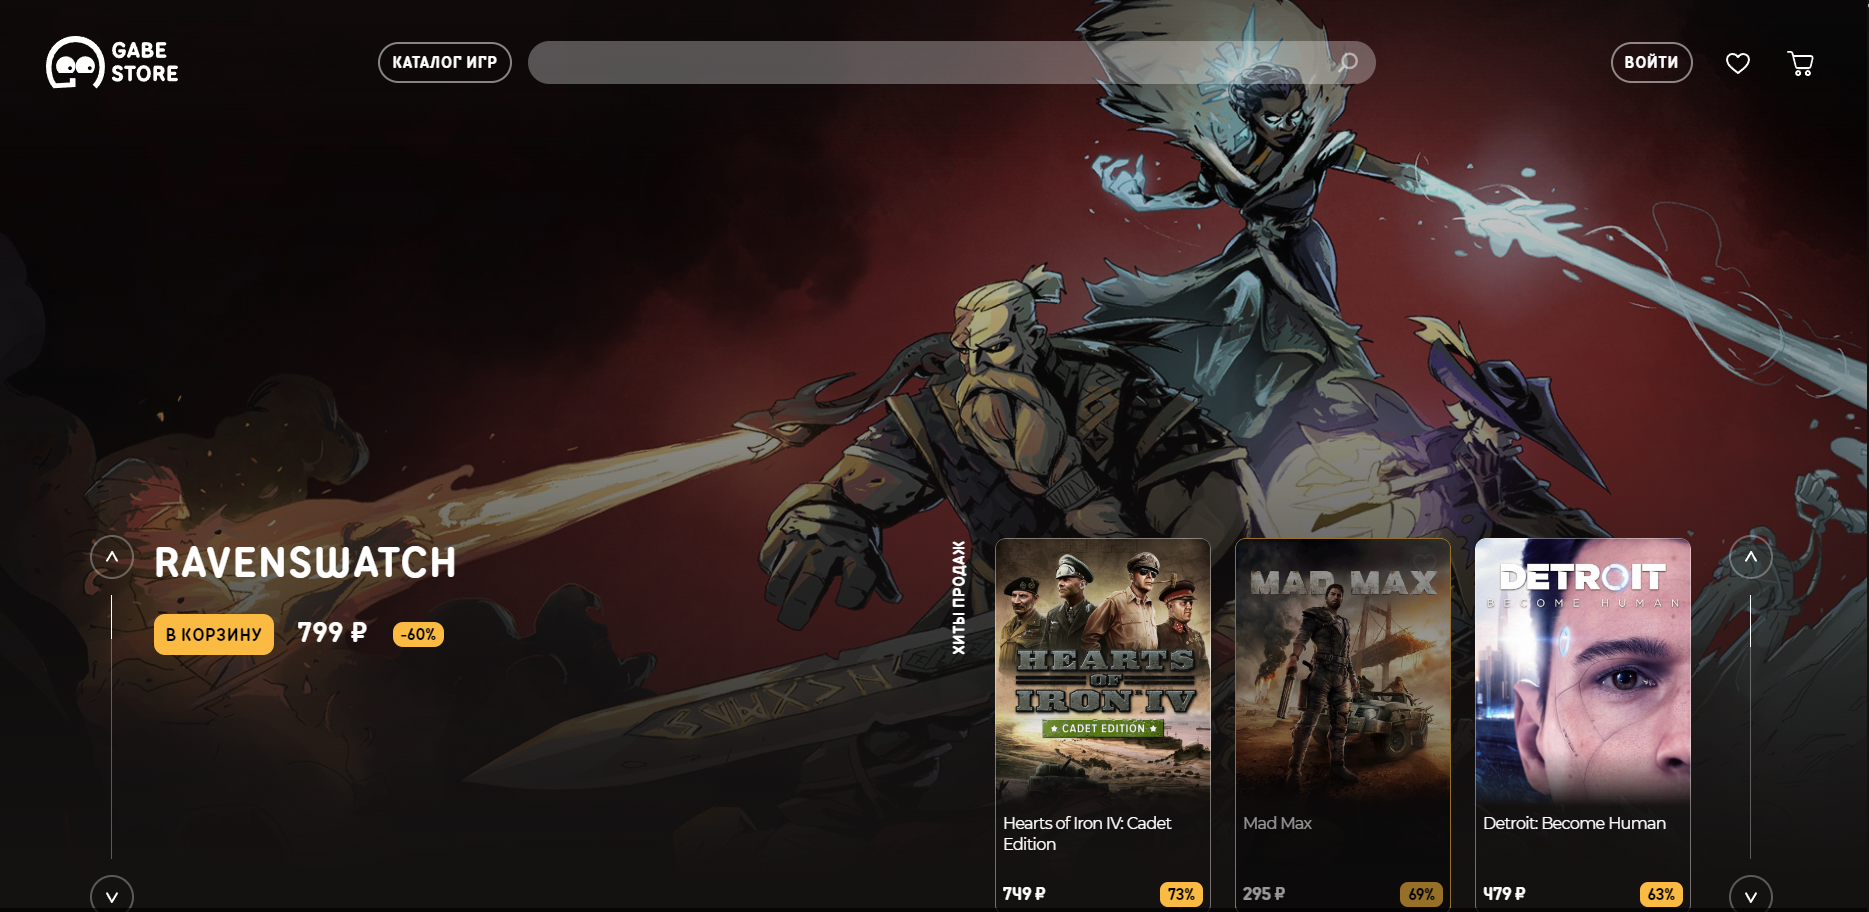 GABE
STORE
КАТАЛОГ ИГР
ВОЙТИ
RAVENSWATCH
В КОРЗИНУ
799 ₽
-60%
ХИТЫ ПРОДАЖ
HEARTS
OF
IRON IV
★ CADET EDITION ★
Hearts of Iron IV: Cadet
Edition
749 ₽
73%
MAD MAX
Mad Max
295 ₽
69%
DETROIT
BECOME HUMAN
Detroit: Become Human
479 ₽
63%